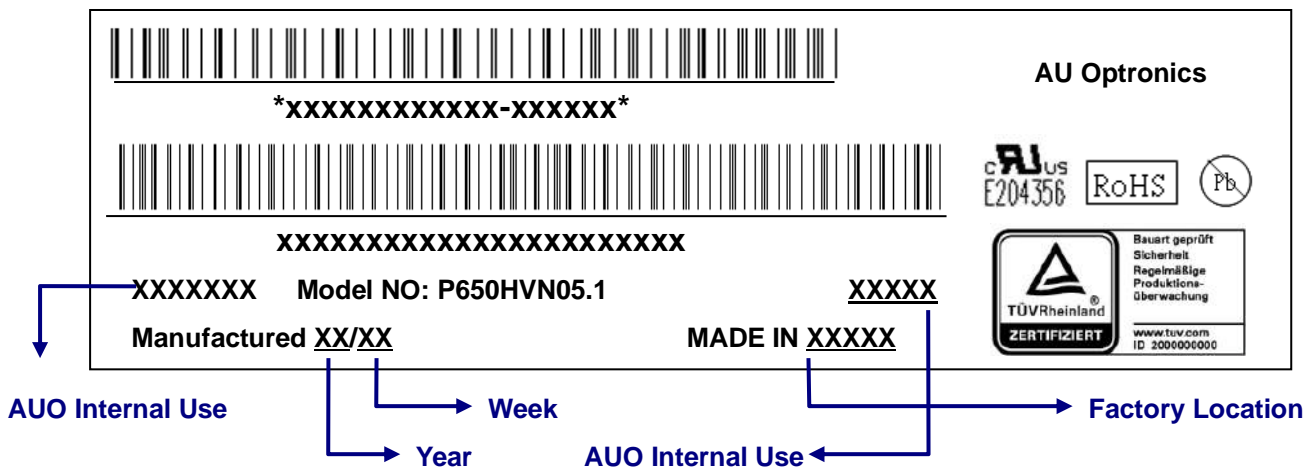 AU Optronics
*xxxxxxxxxxxx-xxxxxx*
c RU US
E204356
RoHS
Pb
xxxxxxxxxxxxxxxxxxxxxxx
Bauart geprüft
Sicherheit
Regelmäßige
Produktions-
überwachung
www.tuv.com
ID 2000000000
TÜVRheinland®
ZERTIFIZIERT
XXXXXXX Model NO: P650HVN05.1 XXXXX
Manufactured XX/XX MADE IN XXXXX
AUO Internal Use
Week
Factory Location
Year
AUO Internal Use